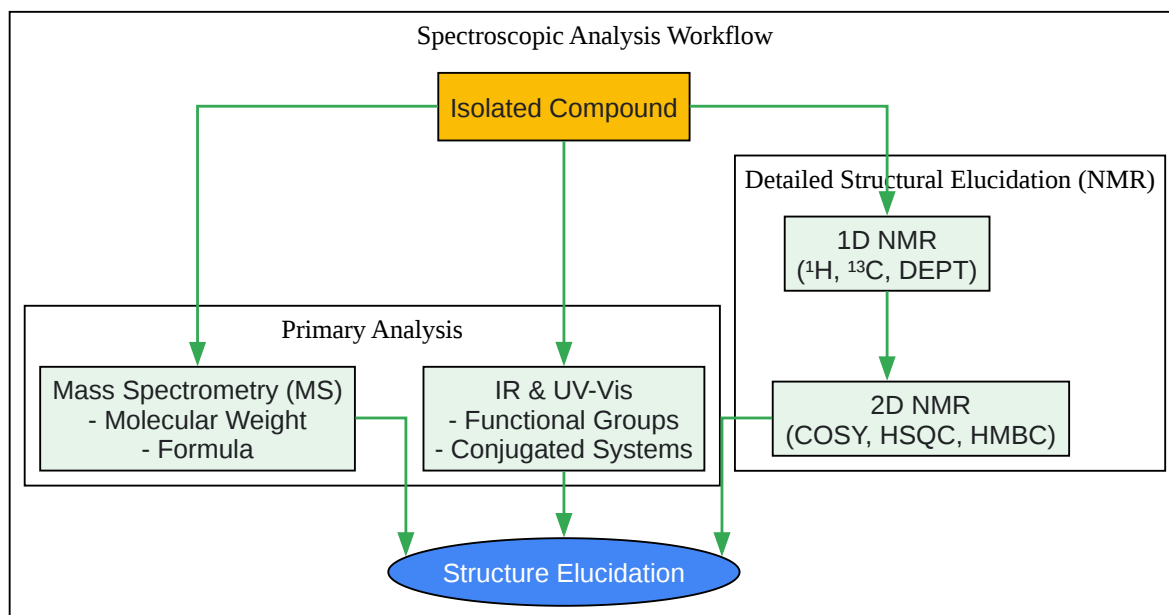 Spectroscopic Analysis Workflow
Isolated Compound
Detailed Structural Elucidation (NMR)
1D NMR
(¹H, ¹³C, DEPT)
Primary Analysis
Mass Spectrometry (MS)
- Molecular Weight
- Formula
IR & UV-Vis
- Functional Groups
- Conjugated Systems
2D NMR
(COSY, HSQC, HMBC)
Structure Elucidation